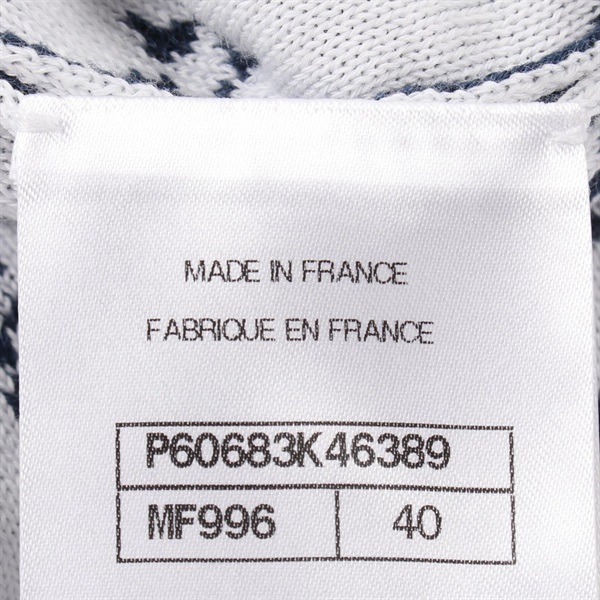 MADE IN FRANCE
FABRIQUE EN FRANCE
P60683K46389
MF996 40